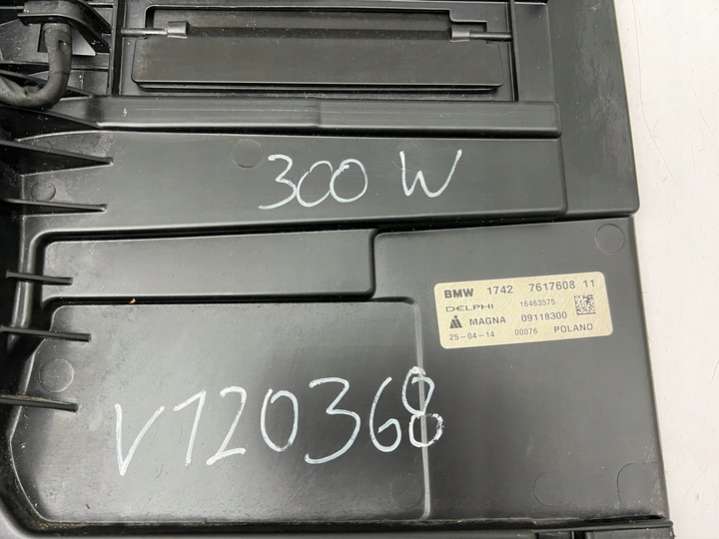 300 W
BMW 1742 7617608 11
DELPHI 16463575
MAGNA 09118300
25-04-14 00076 POLAND
V120368